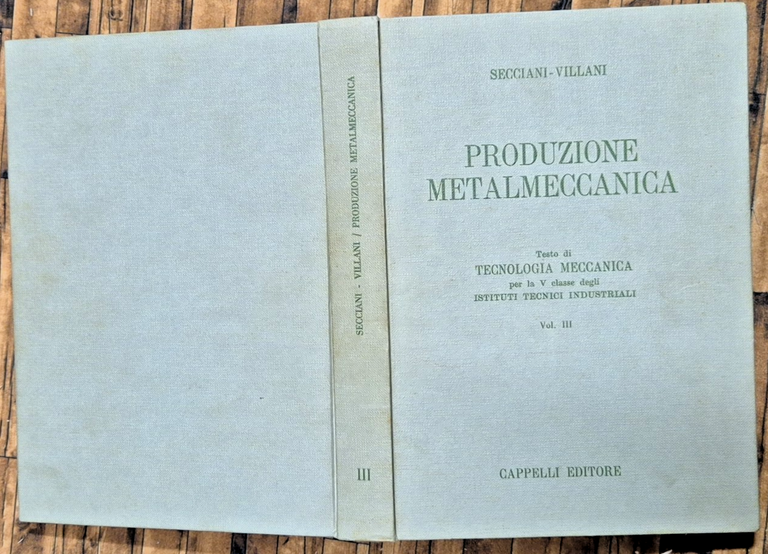 SECCIANI - VILLANI / PRODUZIONE METALMECCANICA
III
SECCIANI-VILLANI
PRODUZIONE
METALMECCANICA
Testo di
TECNOLOGIA MECCANICA
per la V classe degli
ISTITUTI TECNICI INDUSTRIALI
Vol. III
CAPPELLI EDITORE